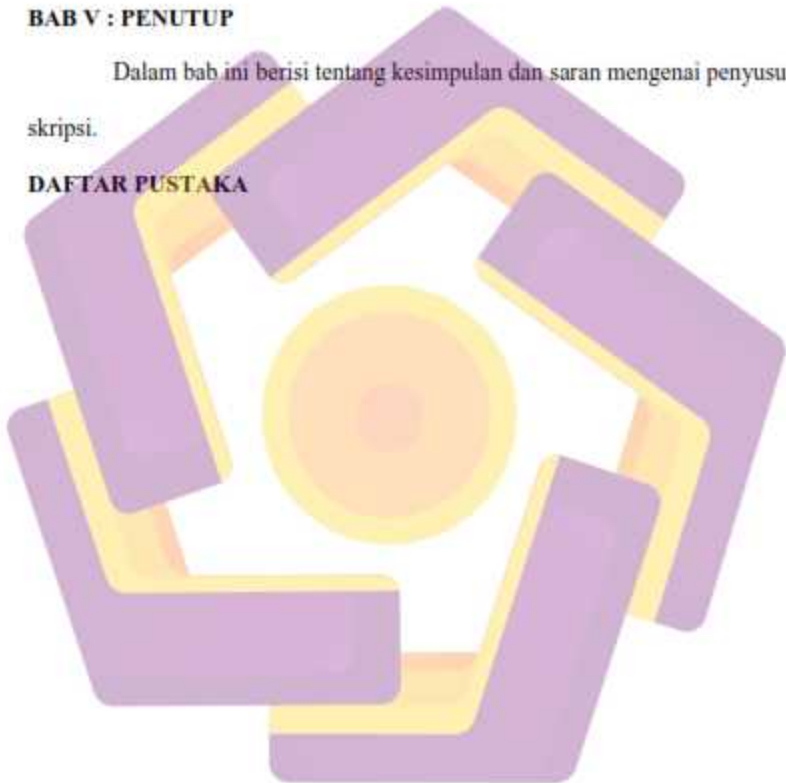 BAB V : PENUTUP
Dalam bab ini berisi tentang kesimpulan dan saran mengenai penyusu
skripsi.
DAFTAR PUSTAKA